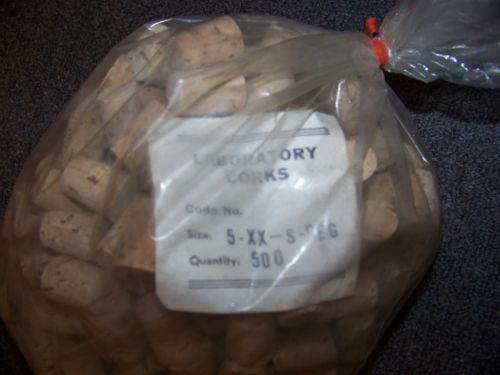 LABORATORY
CORKS
Code No.
Size: 5-XX-S-REG
Quantity: 500